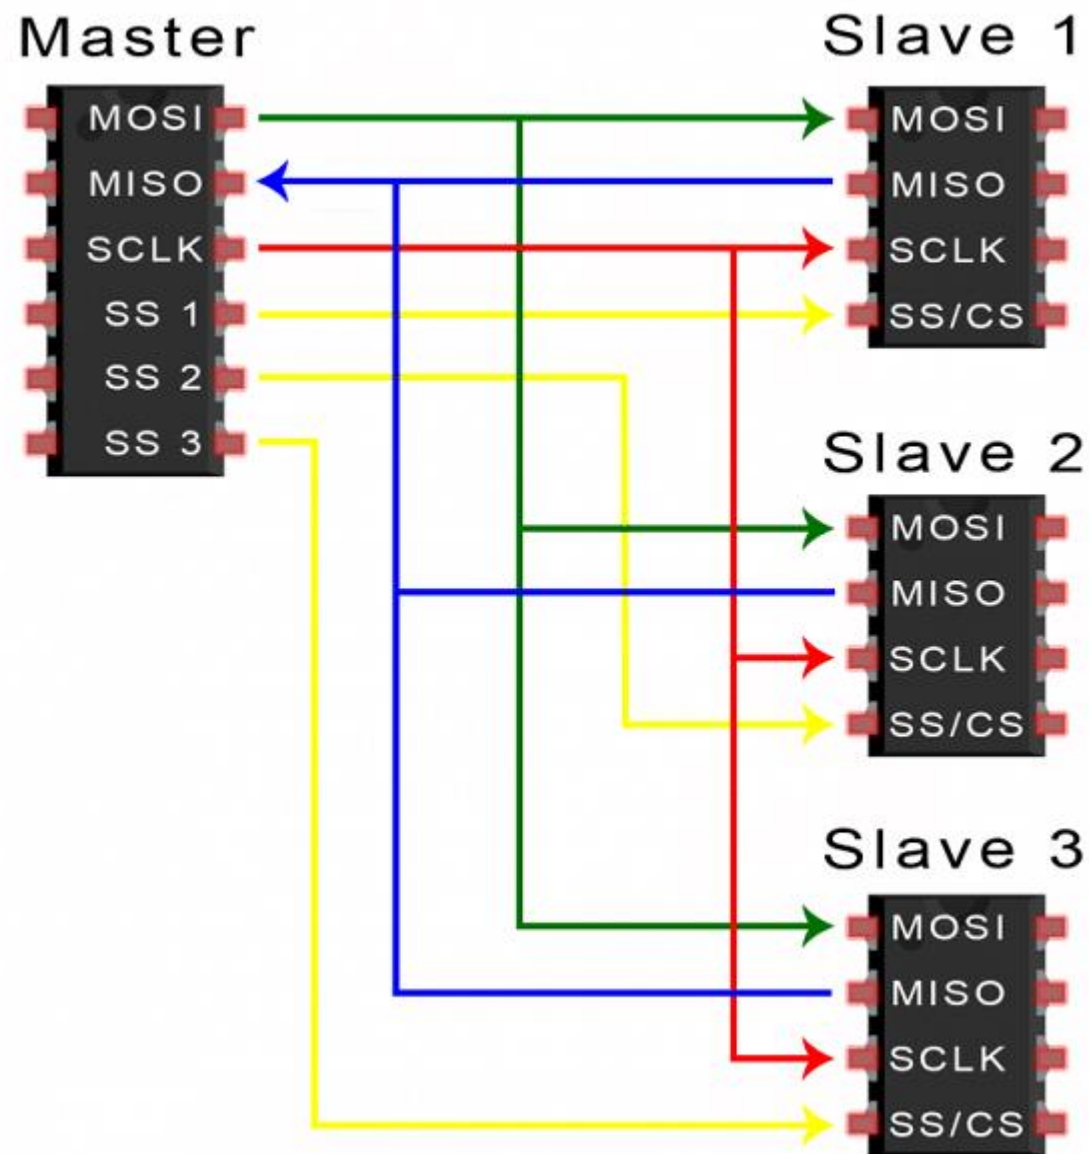 Master
MOSI
MISO
SCLK
SS 1
SS 2
SS 3
Slave 1
MOSI
MISO
SCLK
SS/CS
Slave 2
MOSI
MISO
SCLK
SS/CS
Slave 3
MOSI
MISO
SCLK
SS/CS